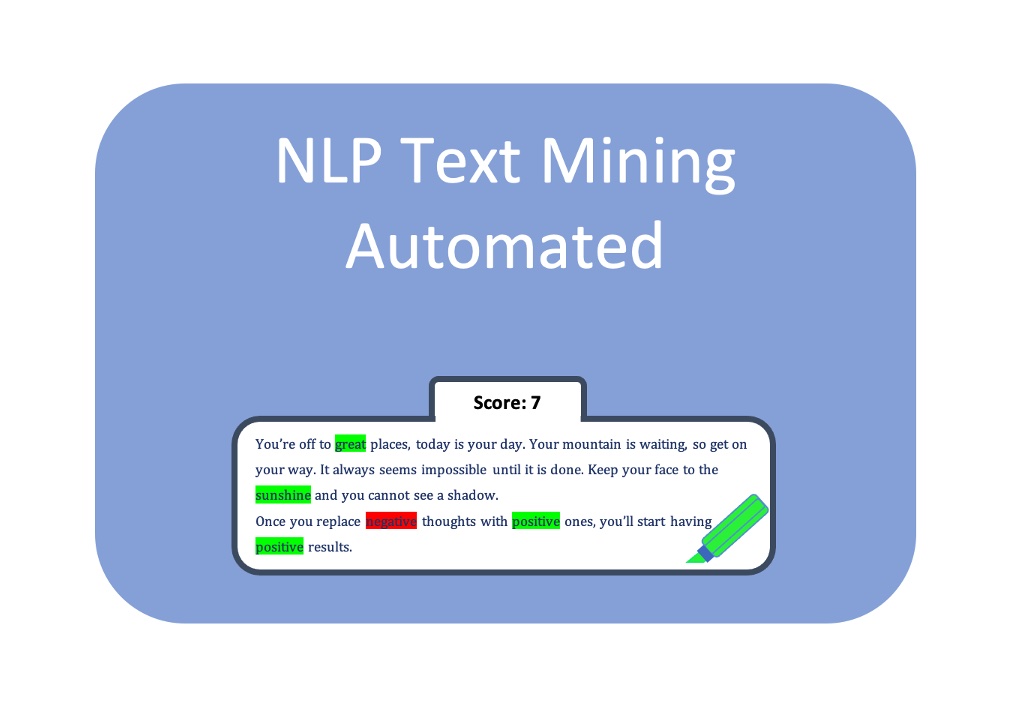 NLP Text Mining
Automated
Score: 7
You’re off to great places, today is your day. Your mountain is waiting, so get on
your way. It always seems impossible until it is done. Keep your face to the
sunshine and you cannot see a shadow.
Once you replace negative thoughts with positive ones, you’ll start having
positive results.